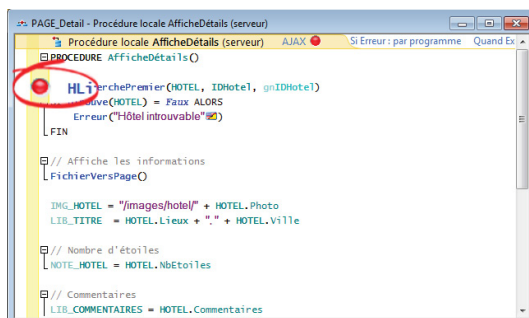 PAGE_Detail - Procédure locale AfficheDétails (serveur)
Procédure locale AfficheDétails (serveur) AJAX Si Erreur : par programme Quand Ex
PROCEDURE AfficheDétails()
HLi erchePremier(HOTEL, IDHotel, gnIDHotel)
ouve(HOTEL) = Faux ALORS
Erreur("Hôtel introuvable")
FIN
// Affiche les informations
FichierVersPage()
IMG_HOTEL = "/images/hotel/" + HOTEL.Photo
LIB_TITRE = HOTEL.Lieux + ", " + HOTEL.Ville
// Nombre d'étoiles
NOTE_HOTEL = HOTEL.NbEtoiles
// Commentaires
LIB_COMMENTAIRES = HOTEL.Commentaires